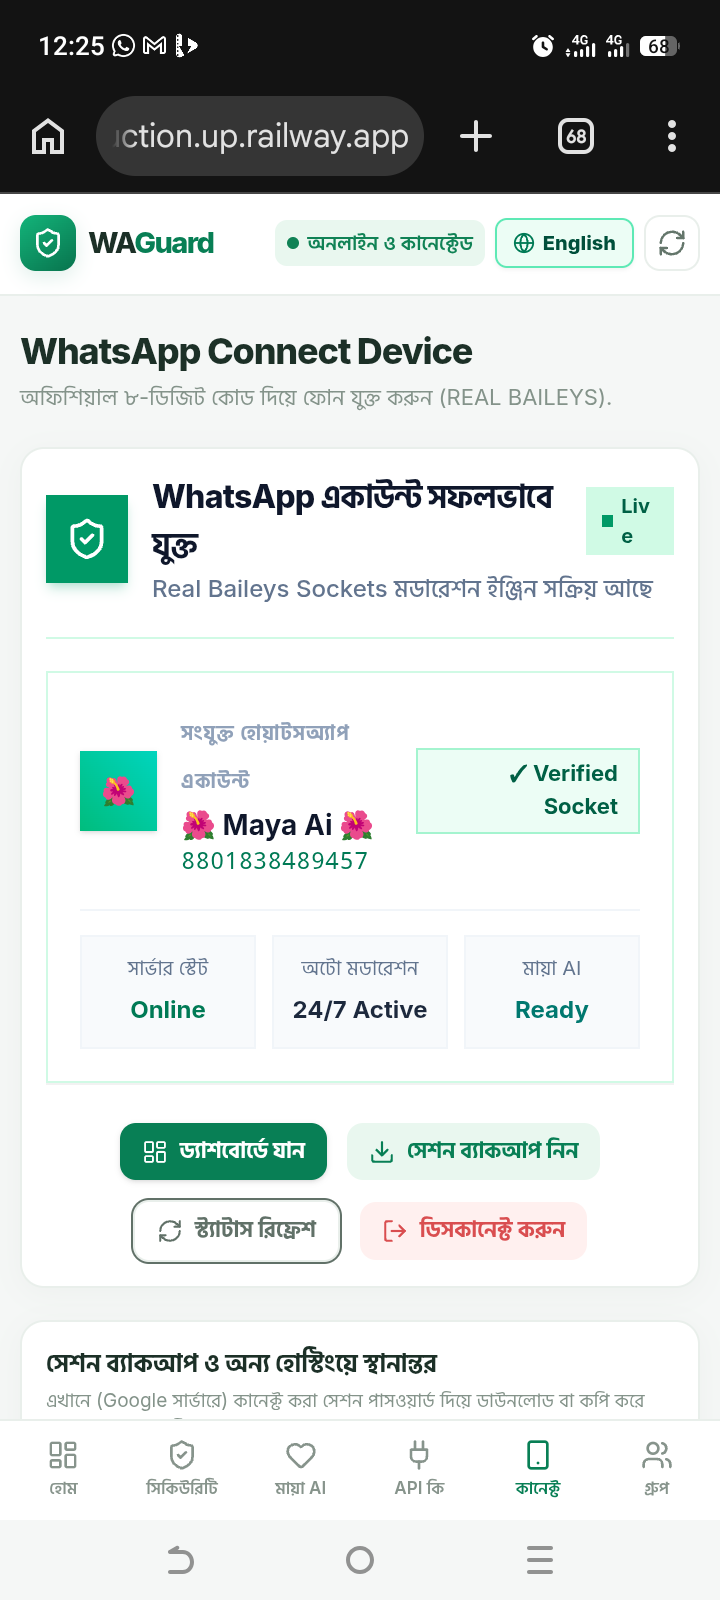 12:25
4G 4G 68
ction.up.railway.app
68
WAGuard
অনলাইন ও কানেক্টেড
English
WhatsApp Connect Device
অফিশিয়াল ৮-ডিজিট কোড দিয়ে ফোন যুক্ত করুন (REAL BAILEYS).
WhatsApp একাউন্ট সফলভাবে
যুক্ত
Liv
e
Real Baileys Sockets মডারেশন ইঞ্জিন সক্রিয় আছে
সংযুক্ত হোয়াটসঅ্যাপ
একাউন্ট
🌺 Maya Ai 🌺
8801838489457
✓ Verified
Socket
সার্ভার স্টেট
Online
অটো মডারেশন
24/7 Active
মায়া AI
Ready
ড্যাশবোর্ডে যান
সেশন ব্যাকআপ নিন
স্ট্যাটাস রিফ্রেশ
ডিসকানেক্ট করুন
সেশন ব্যাকআপ ও অন্য হোস্টিংয়ে স্থানান্তর
এখানে (Google সার্ভারে) কানেক্ট করা সেশন পাসওয়ার্ড দিয়ে ডাউনলোড বা কপি করে
হোম
সিকিউরিটি
মায়া AI
API কি
কানেক্ট
গ্রুপ